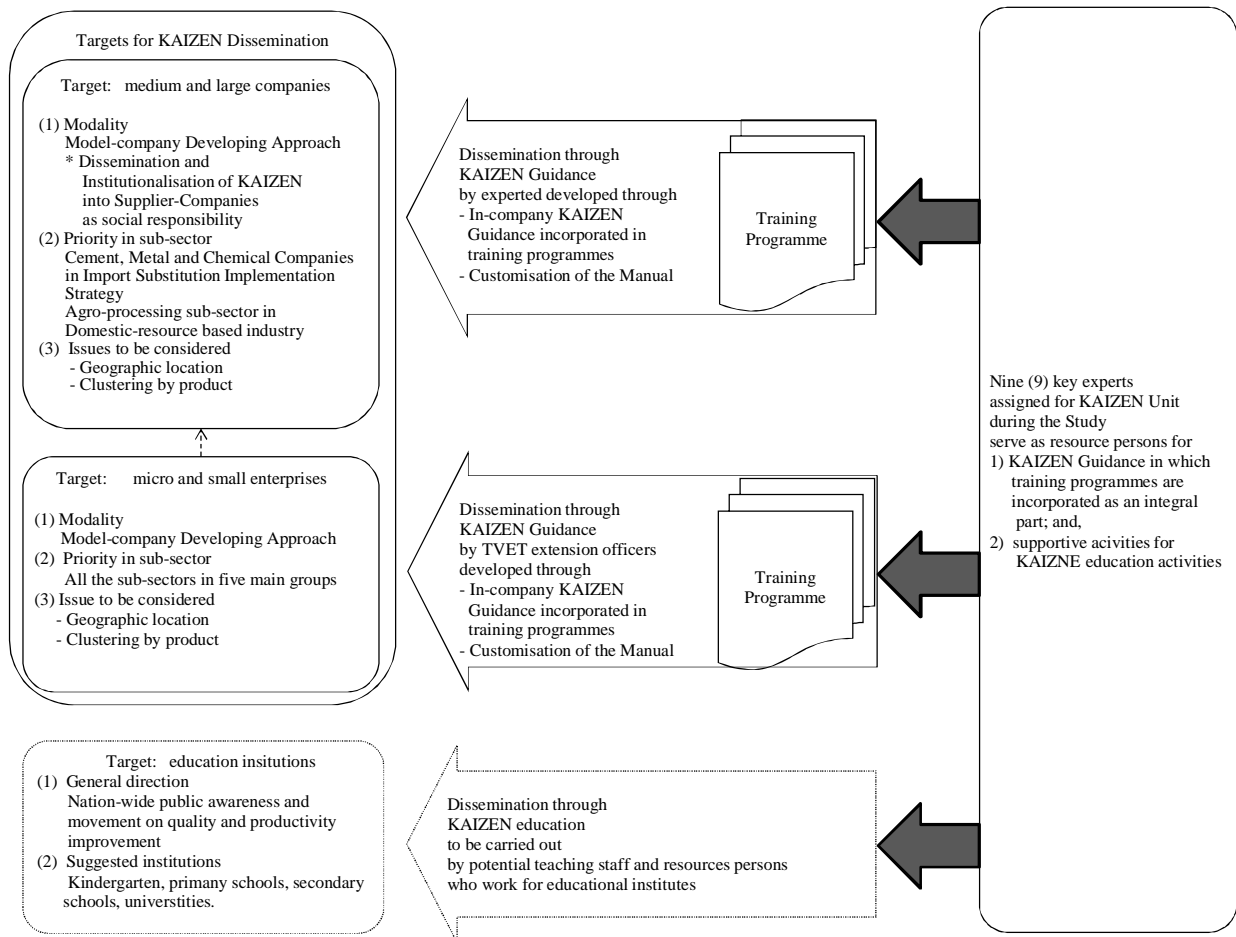 Targets for KAIZEN Dissemination
Target: medium and large companies
(1) Modality
Model-company Developing Approach
* Dissemination and
Institutionalisation of KAIZEN
into Supplier-Companies
as social responsibility
(2) Priority in sub-sector
Cement, Metal and Chemical Companies
in Import Substitution Implementation
Strategy
Agro-processing sub-sector in
Domestic-resource based industry
(3) Issues to be considered
- Geographic location
- Clustering by product
Target: micro and small enterprises
(1) Modality
Model-company Developing Approach
(2) Priority in sub-sector
All the sub-sectors in five main groups
(3) Issue to be considered
- Geographic location
- Clustering by product
Target: education insitutions
(1) General direction
Nation-wide public awareness and
movement on quality and productivity
improvement
(2) Suggested institutions
Kindergarten, primany schools, secondary
schools, universtities.
Dissemination through
KAIZEN Guidance
by experted developed through
- In-company KAIZEN
Guidance incorporated in
training programmes
- Customisation of the Manual
Training
Programme
Dissemination through
KAIZEN Guidance
by TVET extension officers
developed through
- In-company KAIZEN
Guidance incorporated in
training programmes
- Customisation of the Manual
Training
Programme
Dissemination through
KAIZEN education
to be carried out
by potential teaching staff and resources persons
who work for educational institutes
Nine (9) key experts
assigned for KAIZEN Unit
during the Study
serve as resource persons for
1) KAIZEN Guidance in which
training programmes are
incorporated as an integral
part; and,
2) supportive acivities for
KAIZNE education activities